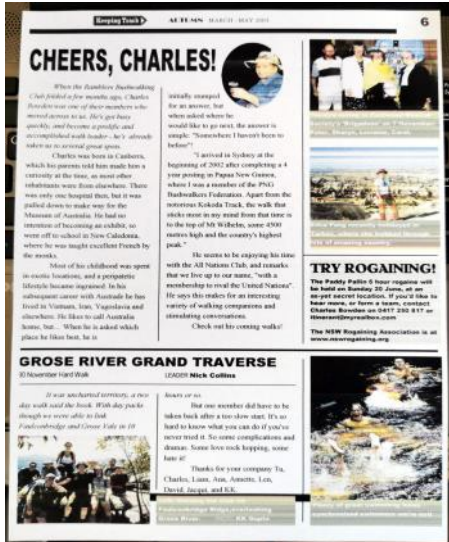 Keeping Track
AUTUMN MARCH - MAY 2003
6
CHEERS, CHARLES!
When the Ramblers Bushwalking
Club folded a few months ago, Charles
Bowden was one of their members who
moved across to us. He's got busy
quickly, and become a prolific and
accomplished walk leader - he's already
taken us to several great spots.
Charles was born in Canberra,
which his parents told him made him a
curiosity at the time, as most other
inhabitants were from elsewhere. There
was only one hospital then, but it was
pulled down to make way for the
Museum of Australia. He had no
intention of becoming an exhibit, so
went off to school in New Caledonia,
where he was taught excellent French by
the monks.
Most of his childhood was spent
in exotic locations, and a peripatetic
lifestyle became ingrained. In his
subsequent career with Austrade he has
lived in Vietnam, Iran, Yugoslavia and
elsewhere. He likes to call Australia
home, but... When he is asked which
place he likes best, he is
initially stumped
for an answer, but
when asked where he
would like to go next, the answer is
simple: "Somewhere I haven't been to
before"!
"I arrived in Sydney at the
beginning of 2002 after completing a 4
year posting in Papua New Guinea,
where I was a member of the PNG
Bushwalkers Federation. Apart from the
notorious Kokoda Track, the walk that
sticks most in my mind from that time is
to the top of Mt Wilhelm, some 4500
metres high and the country's highest
peak."
He seems to be enjoying his time
with the All Nations Club, and remarks
that we live up to our name, "with a
membership to rival the United Nations".
He says this makes for an interesting
variety of walking companions and
stimulating conversations.
Check out his coming walks!
TRY ROGAINING!
The Paddy Pallin 6 hour rogaine will
be held on Sunday 20 June, at an
as-yet secret location. If you'd like to
hear more, or form a team, contact
Charles Bowden on 0417 250 817 or
itinerant@myrealbox.com
The NSW Rogaining Association is at
www.nswrogaining.org
GROSE RIVER GRAND TRAVERSE
30 November Hard Walk
LEADER Nick Collins
It was uncharted territory, a two
day walk said the book. With day packs
though we were able to link
Faulconbridge and Grose Vale in 10
hours or so.
But one member did have to be
taken back after a too slow start. It's so
hard to know what you can do if you've
never tried it. So some complications and
dramas. Some love rock hopping, some
hate it!
Thanks for your company Tu,
Charles, Liann, Ana, Annette, Len,
David, Jacqui, and KK.
Faulconbridge Ridge, overlooking
Grose River. KK Gupta